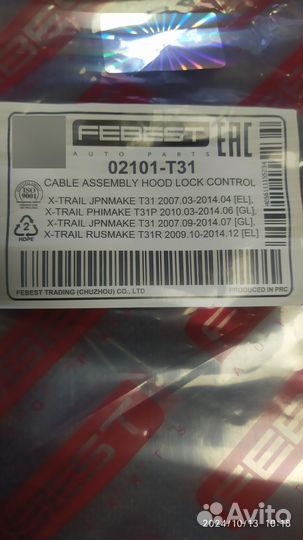 FEBEST
AUTO PARTS
EAC
02101-T31
CABLE ASSEMBLY HOOD LOCK CONTROL
ISO
9001
X-TRAIL JPNMAKE T31 2007.03-2014.04 [EL],
X-TRAIL PHIMAKE T31P 2010.03-2014.06 [GL],
X-TRAIL JPNMAKE T31 2007.09-2014.07 [GL],
X-TRAIL RUSMAKE T31R 2009.10-2014.12 [EL]
2
HDPE
FEBEST TRADING (CHUZHOU) CO., LTD
PRODUCED IN PRC
FEBEST
2024/10/13 10:18
Avito